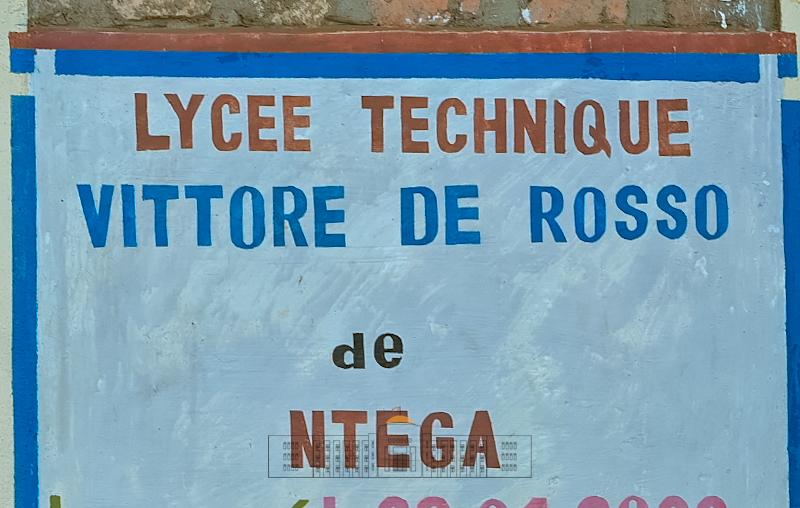 LYCEE TECHNIQUE
VITTORE DE ROSSO
de
NTEGA